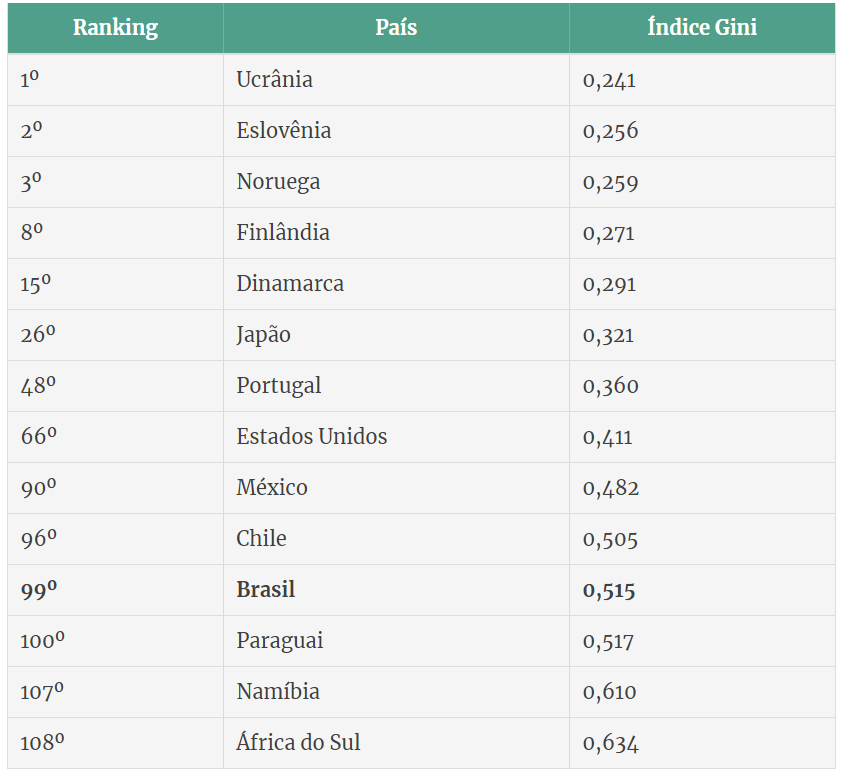 Ranking País Índice Gini
1º Ucrânia 0,241
2º Eslovênia 0,256
3º Noruega 0,259
8º Finlândia 0,271
15º Dinamarca 0,291
26º Japão 0,321
48º Portugal 0,360
66º Estados Unidos 0,411
90º México 0,482
96º Chile 0,505
99º Brasil 0,515
100º Paraguai 0,517
107º Namíbia 0,610
108º África do Sul 0,634